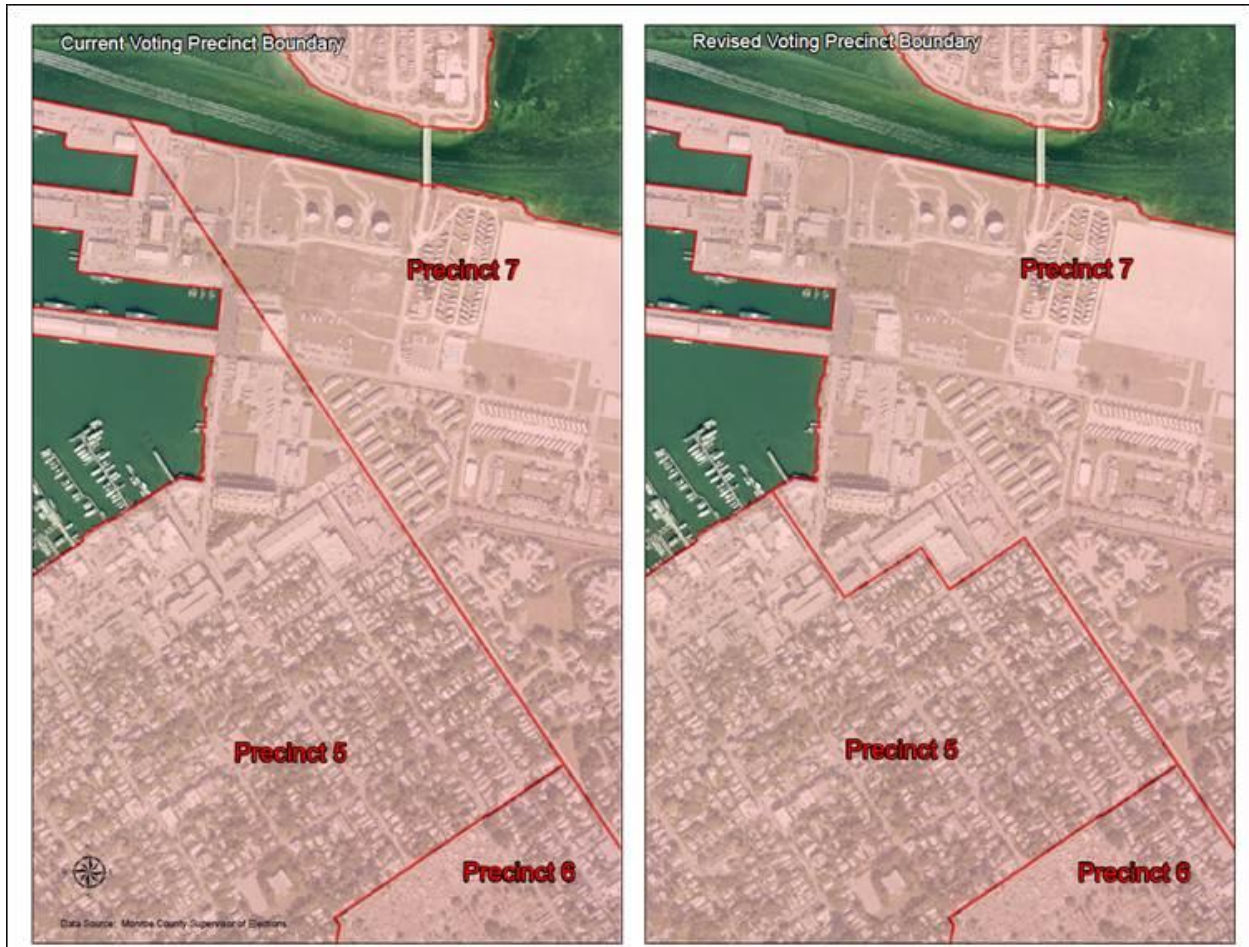 Current Voting Precinct Boundary
Precinct 7
Precinct 5
Precinct 6
Data Source: Monroe County Supervisor of Elections
Revised Voting Precinct Boundary
Precinct 7
Precinct 5
Precinct 6